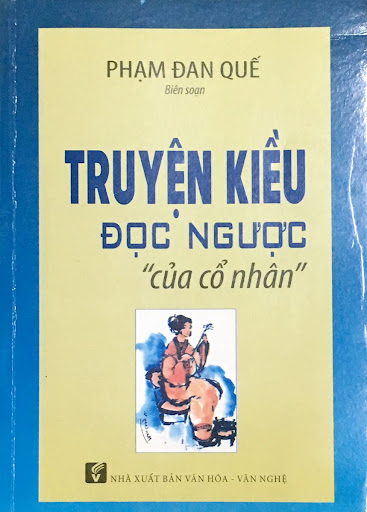 PHẠM ĐAN QUẾ
Biên soạn
TRUYỆN KIỀU
ĐỌC NGƯỢC
“của cổ nhân”
NHÀ XUẤT BẢN VĂN HÓA - VĂN NGHỆ